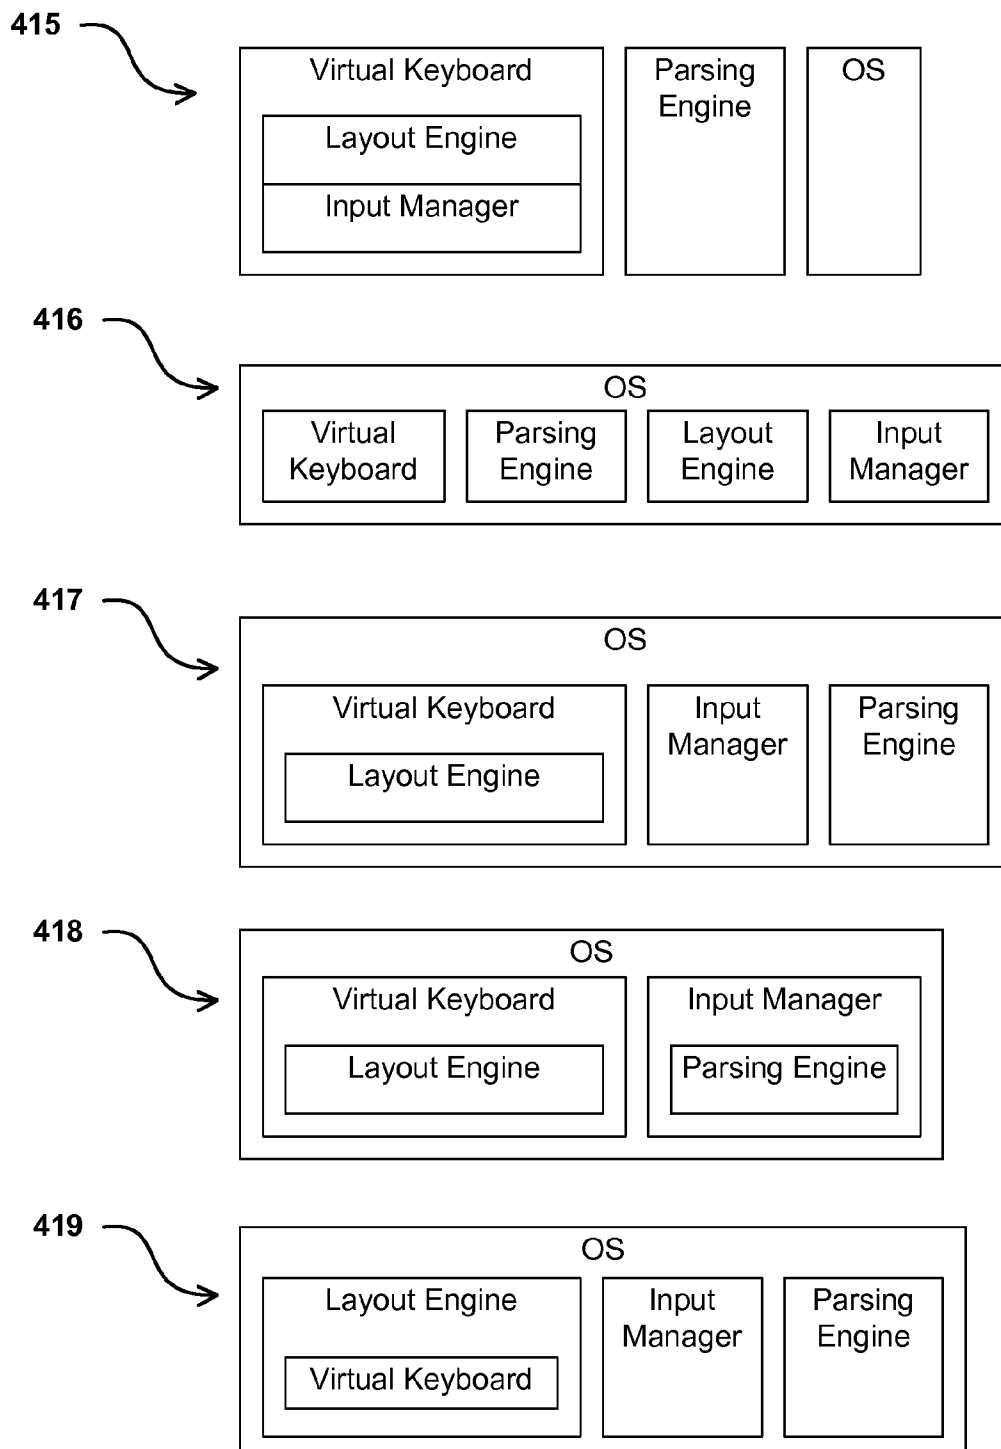 415
Virtual Keyboard
Layout Engine
Input Manager
Parsing
Engine
OS
416
OS
Virtual
Keyboard
Parsing
Engine
Layout
Engine
Input
Manager
417
OS
Virtual Keyboard
Layout Engine
Input
Manager
Parsing
Engine
418
OS
Virtual Keyboard
Layout Engine
Input Manager
Parsing Engine
419
OS
Layout Engine
Virtual Keyboard
Input
Manager
Parsing
Engine